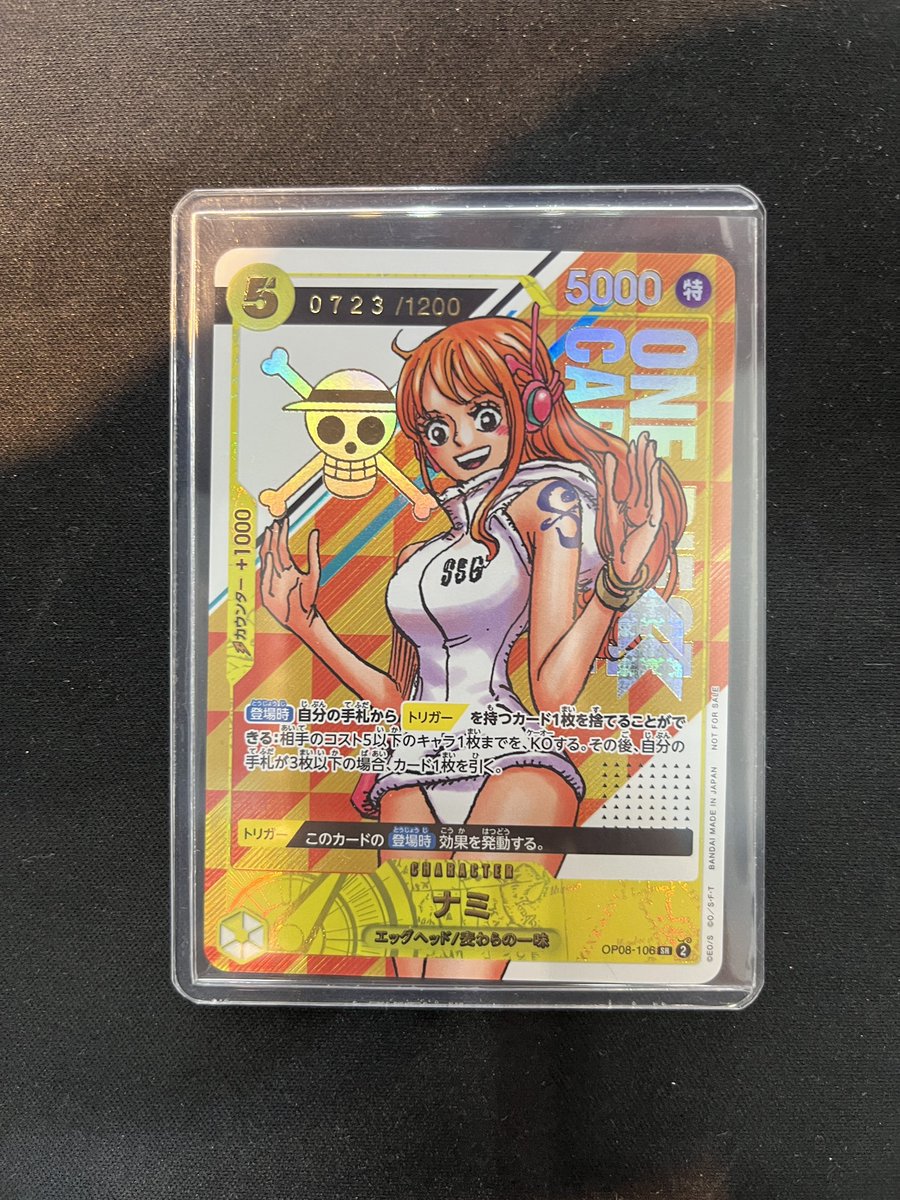 5
0723/1200
5000
特
ONE
CA
カウンター +1000
SSG
登場時 自分の手札から トリガー を持つカード1枚を捨てることがで
きる:相手のコスト5以下のキャラ1枚までを、KOする。その後、自分の
手札が3枚以下の場合、カード1枚を引く。
トリガー このカードの 登場時 効果を発動する。
CHARACTER
ナミ
エッグヘッド/麦わらの一味
OP08-106 SR 2
©EO/S ©O/S・F・T BANDAI MADE IN JAPAN NOT FOR SALE